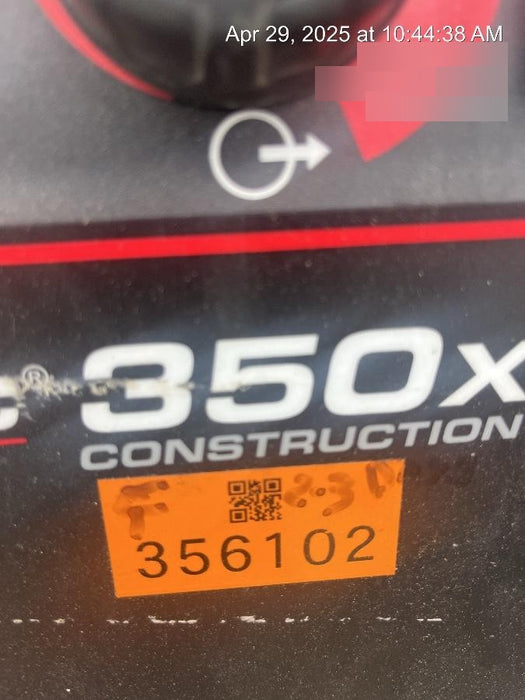 Apr 29, 2025 at 10:44:38 AM
® 350x
CONSTRUCTION
F
356102